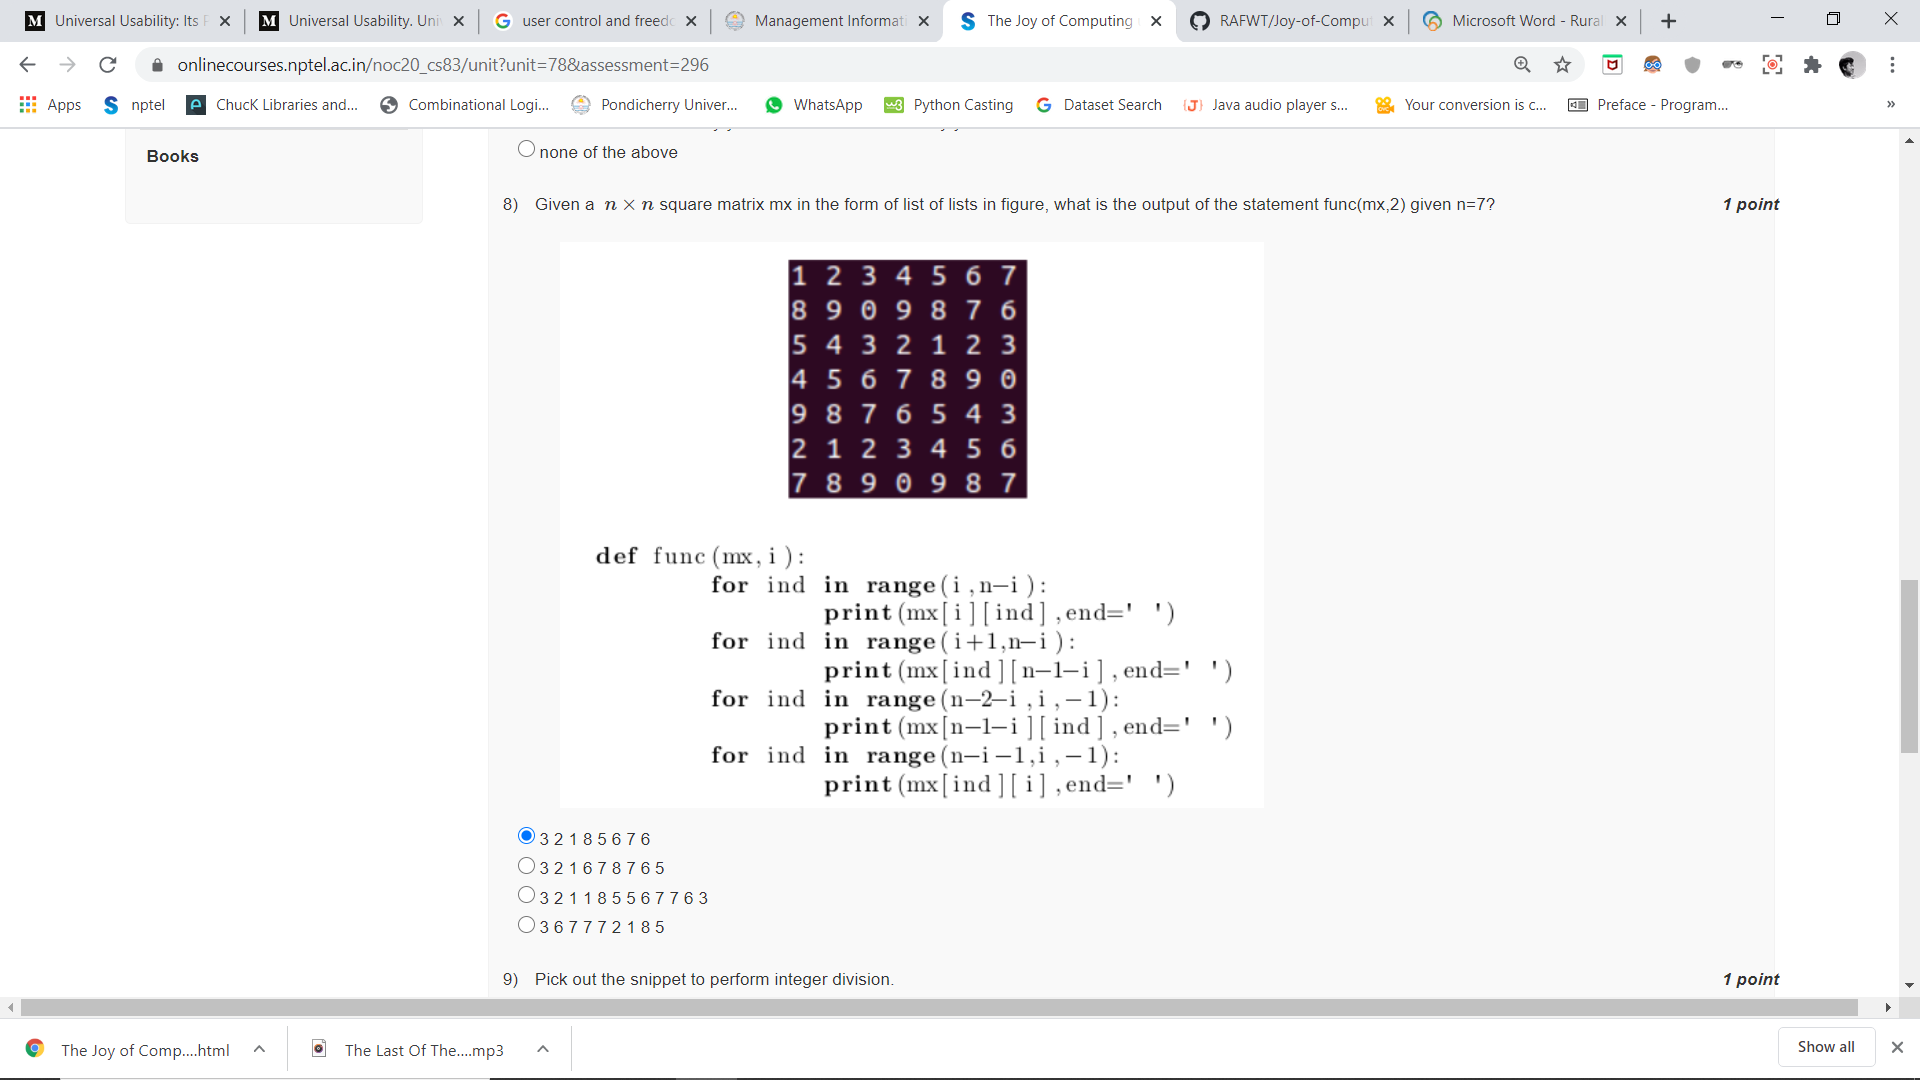 Universal Usability: Its
Universal Usability. Uni
user control and freedo
Management Informati
The Joy of Computing
RAFWT/Joy-of-Comput
Microsoft Word - Rural
onlinecourses.nptel.ac.in/noc20_cs83/unit?unit=78&assessment=296
Apps
nptel
ChucK Libraries and...
Combinational Logi...
Pondicherry Univer...
WhatsApp
Python Casting
Dataset Search
Java audio player s...
Your conversion is c...
Preface - Program...
»
Books
none of the above
8) Given a n × n square matrix mx in the form of list of lists in figure, what is the output of the statement func(mx,2) given n=7? 1 point
1 2 3 4 5 6 7
8 9 0 9 8 7 6
5 4 3 2 1 2 3
4 5 6 7 8 9 0
9 8 7 6 5 4 3
2 1 2 3 4 5 6
7 8 9 0 9 8 7
def func(mx,i):
for ind in range(i,n-i):
print(mx[i][ind],end=' ')
for ind in range(i+1,n-i):
print(mx[ind][n-1-i],end=' ')
for ind in range(n-2-i,i,-1):
print(mx[n-1-i][ind],end=' ')
for ind in range(n-i-1,i,-1):
print(mx[ind][i],end=' ')
3 2 1 8 5 6 7 6
3 2 1 6 7 8 7 6 5
3 2 1 1 8 5 5 6 7 7 6 3
3 6 7 7 7 2 1 8 5
9) Pick out the snippet to perform integer division. 1 point
The Joy of Comp....html
The Last Of The....mp3
Show all